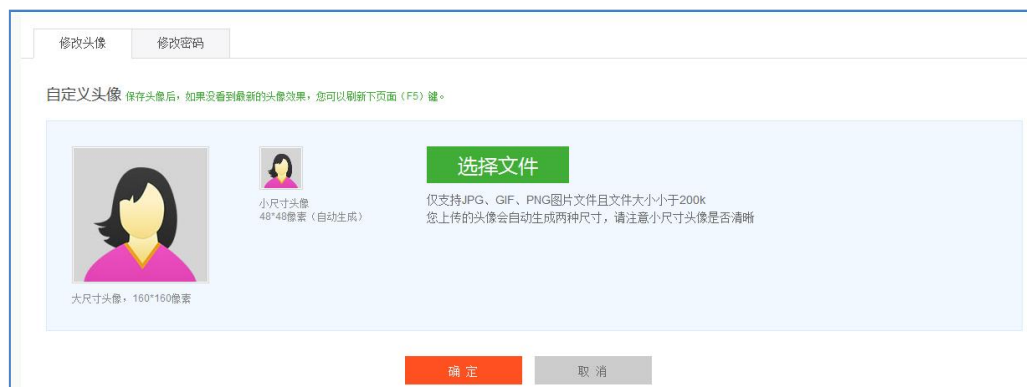 修改头像 修改密码
自定义头像 保存头像后，如果没看到最新的头像效果，您可以刷新下页面（F5）键。
选择文件
小尺寸头像
48*48像素（自动生成）
仅支持JPG、GIF、PNG图片文件且文件大小小于200k
您上传的头像会自动生成两种尺寸，请注意小尺寸头像是否清晰
大尺寸头像，160*160像素
确 定 取 消